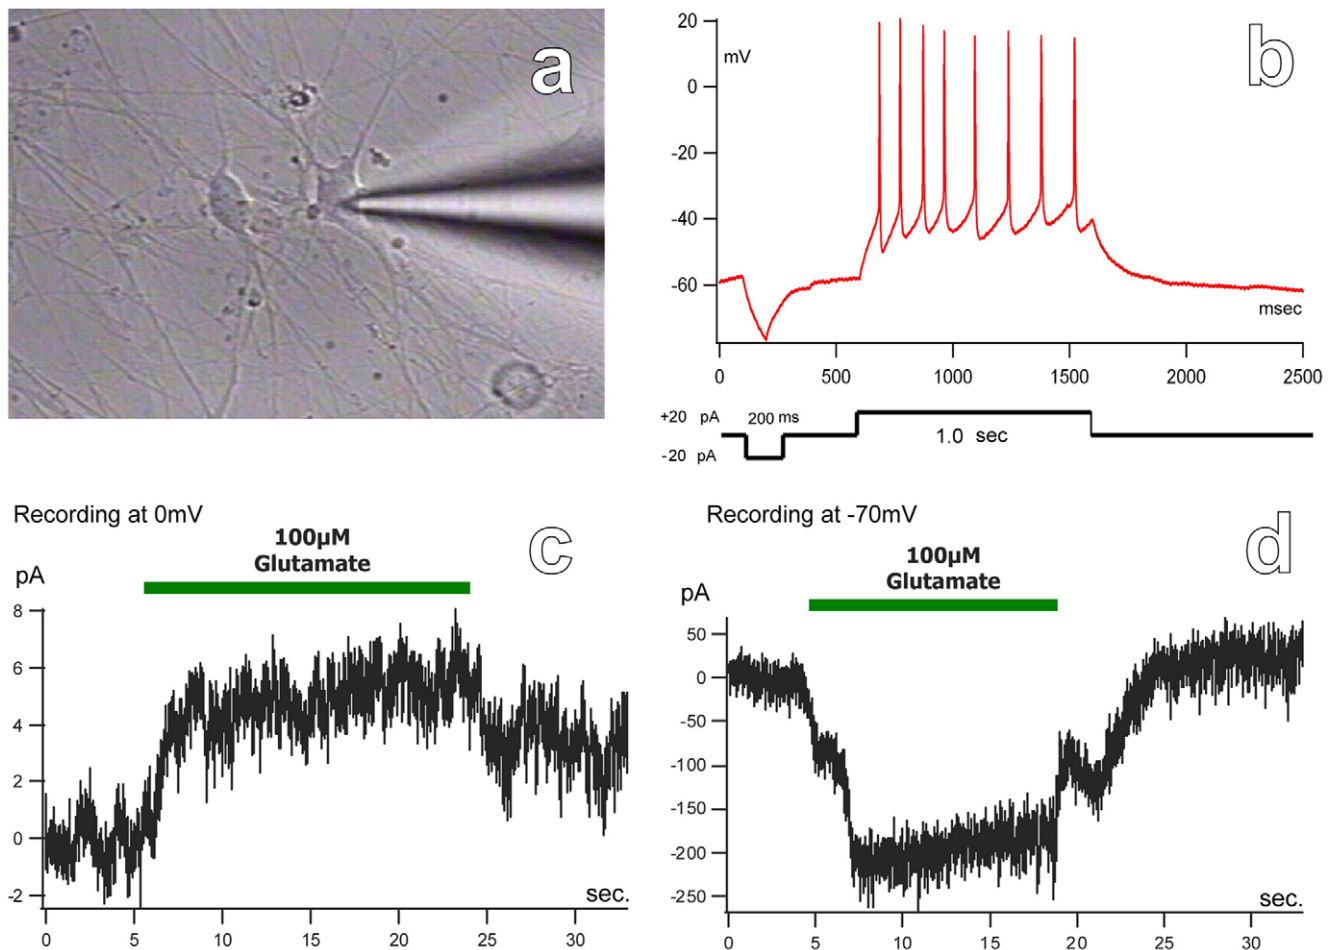 a
b
mV
20
0
-20
-40
-60
msec
0 500 1000 1500 2000 2500
+20 pA
200 ms
1.0 sec
-20 pA
Recording at 0mV
c
100µM
Glutamate
pA
8
6
4
2
0
-2
sec.
0 5 10 15 20 25 30
Recording at -70mV
d
100µM
Glutamate
pA
50
0
-50
-100
-150
-200
-250
sec.
0 5 10 15 20 25 30